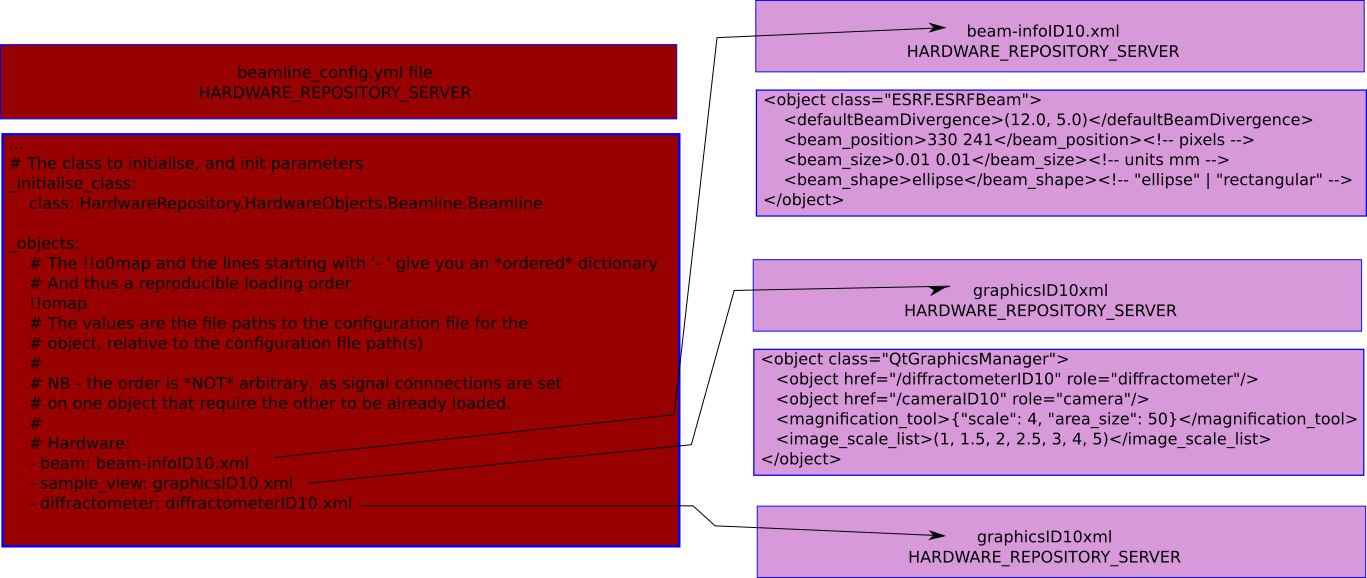 beamline_config.yml file
HARDWARE_REPOSITORY_SERVER
...
# The class to initialise, and init parameters
_initialise_class:
class: HardwareRepository.HardwareObjects.Beamline.Beamline
_objects:
# The !!o0map and the lines starting with '- ' give you an *ordered* dictionary
# And thus a reproducible loading order
!!omap
# The values are the file paths to the configuration file for the
# object, relative to the configuration file path(s)
#
# NB - the order is *NOT* arbitrary, as signal connnections are set
# on one object that require the other to be already loaded.
#
# Hardware:
- beam: beam-infoID10.xml
- sample_view: graphicsID10.xml
- diffractometer: diffractometerID10.xml
beam-infoID10.xml
HARDWARE_REPOSITORY_SERVER
<object class="ESRF.ESRFBeam">
<defaultBeamDivergence>(12.0, 5.0)</defaultBeamDivergence>
<beam_position>330 241</beam_position><!-- pixels -->
<beam_size>0.01 0.01</beam_size><!-- units mm -->
<beam_shape>ellipse</beam_shape><!-- "ellipse" | "rectangular" -->
</object>
graphicsID10xml
HARDWARE_REPOSITORY_SERVER
<object class="QtGraphicsManager">
<object href="/diffractometerID10" role="diffractometer"/>
<object href="/cameraID10" role="camera"/>
<magnification_tool>{"scale": 4, "area_size": 50}</magnification_tool>
<image_scale_list>(1, 1.5, 2, 2.5, 3, 4, 5)</image_scale_list>
</object>
graphicsID10xml
HARDWARE_REPOSITORY_SERVER